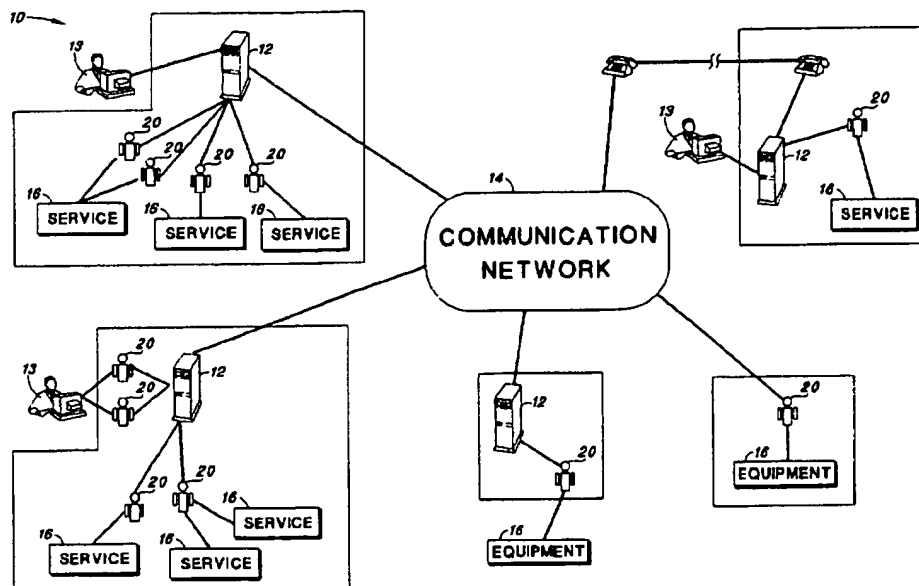 10
13
12
20
20
20
20
16
SERVICE
16
SERVICE
16
SERVICE
14
COMMUNICATION
NETWORK
13
12
20
16
SERVICE
13
20
20
12
20
20
16
SERVICE
16
SERVICE
16
SERVICE
12
20
16
EQUIPMENT
20
16
EQUIPMENT